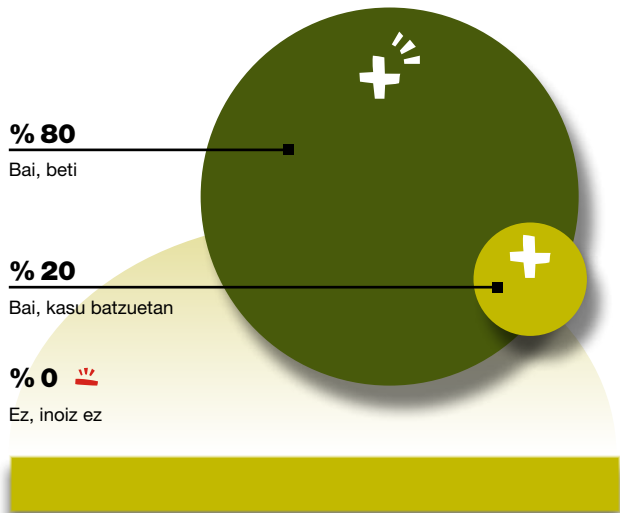 % 80
Bai, beti
% 20
Bai, kasu batzuetan
% 0
Ez, inoiz ez